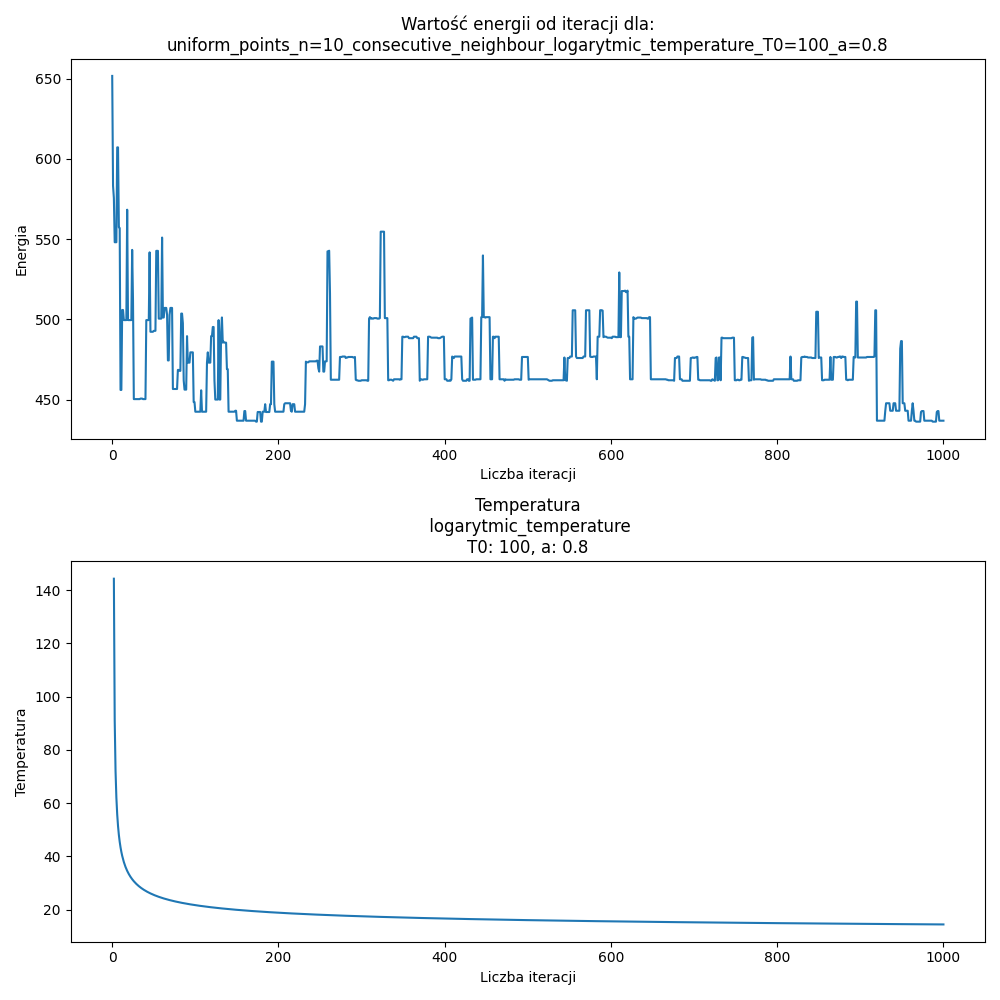 Wartość energii od iteracji dla:
uniform_points_n=10_consecutive_neighbour_logarytmic_temperature_T0=100_a=0.8
650
600
550
500
450
Energia
0 200 400 600 800 1000
Liczba iteracji
Temperatura
logarytmic_temperature
T0: 100, a: 0.8
140
120
100
80
60
40
20
Temperatura
0 200 400 600 800 1000
Liczba iteracji